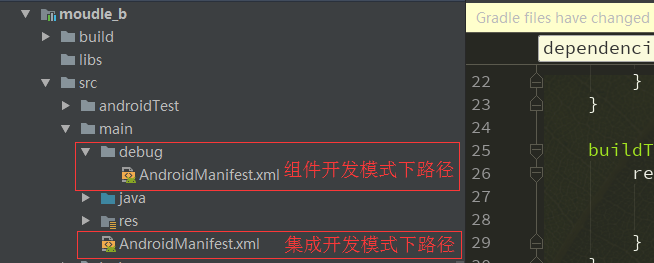 moudle_b
build
libs
src
androidTest
main
debug
AndroidManifest.xml 组件开发模式下路径
java
res
AndroidManifest.xml 集成开发模式下路径
Gradle files have changed
dependenci
22 }
23 }
25 buildT
26 re
28
29 }